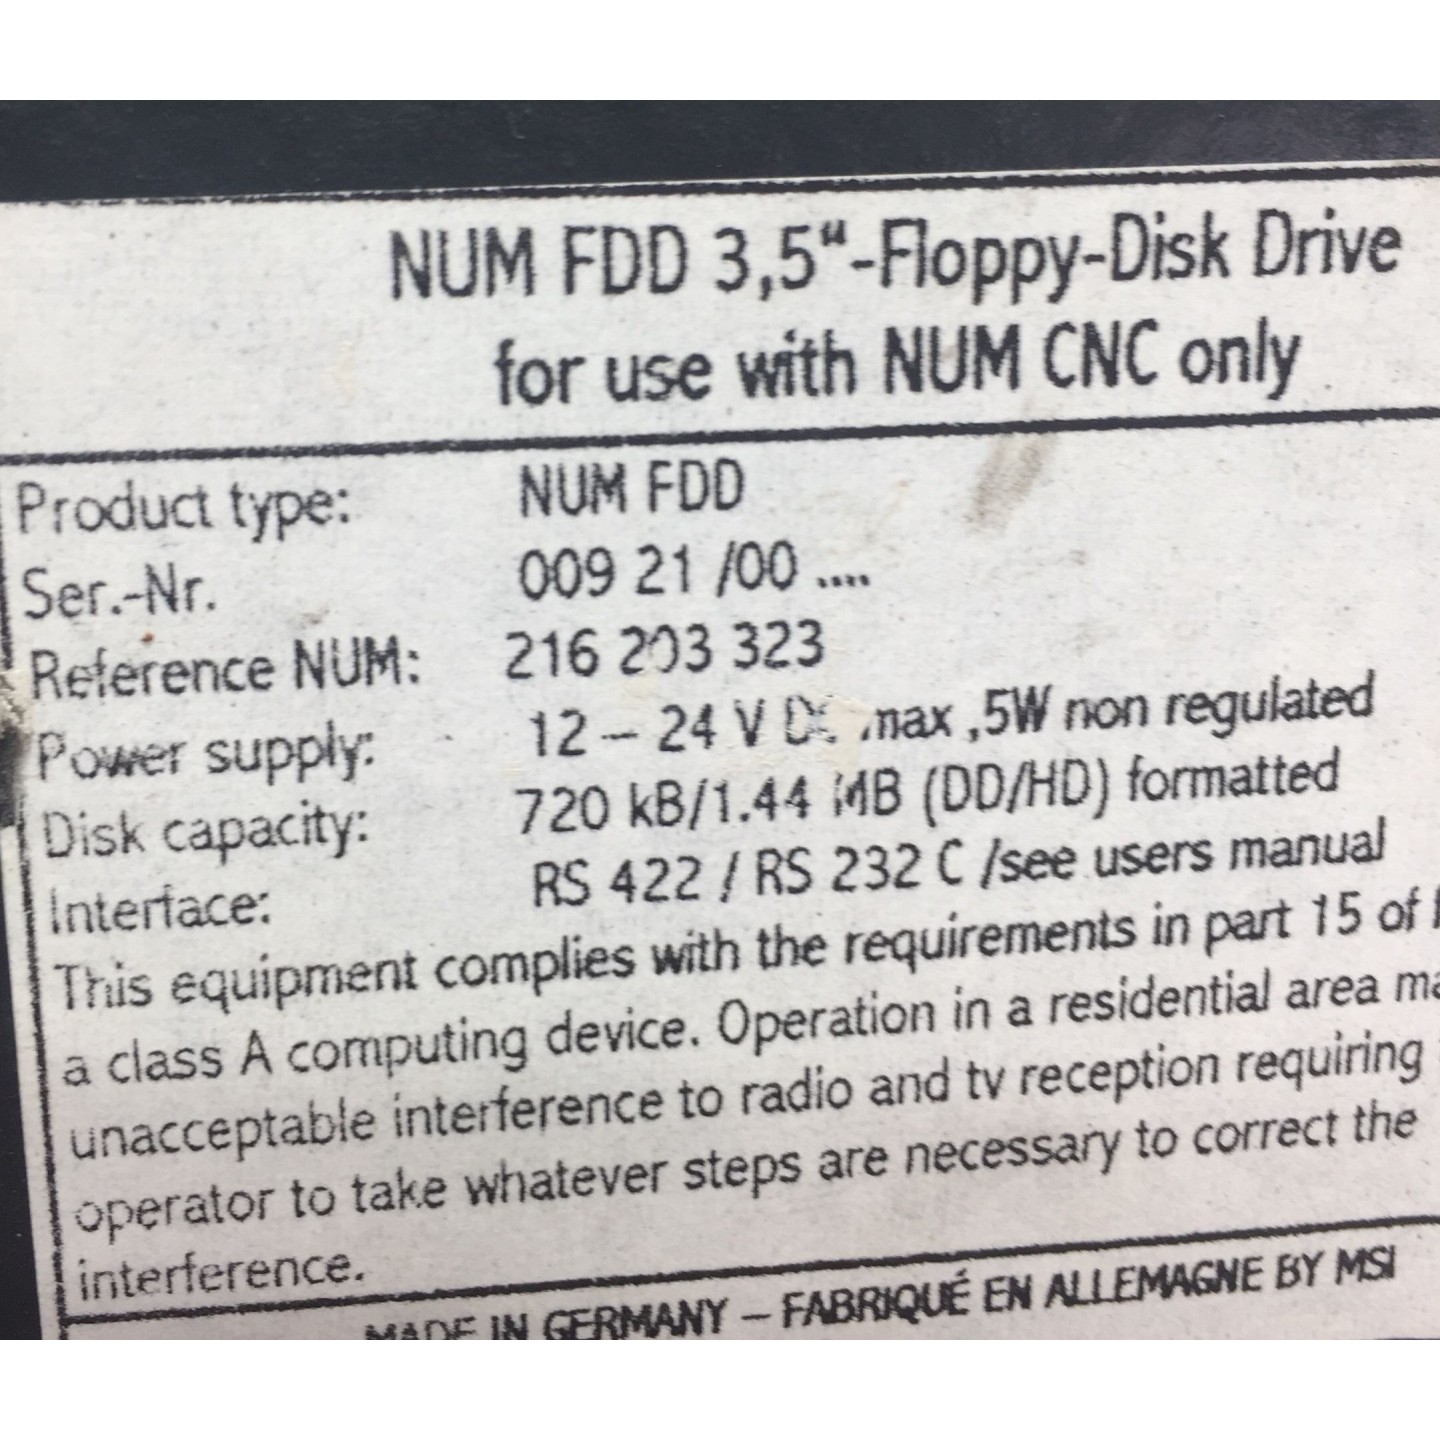 NUM FDD 3,5“-Floppy-Disk Drive
for use with NUM CNC only
Product type: NUM FDD
Ser.-Nr. 009 21 /00 ....
Reference NUM: 216 203 323
Power supply: 12 – 24 V max ,5W non regulated
Disk capacity: 720 kB/1.44 MB (DD/HD) formatted
Interface: RS 422 / RS 232 C /see users manual
This equipment complies with the requirements in part 15 of
a class A computing device. Operation in a residential area
unacceptable interference to radio and tv reception requiring
operator to take whatever steps are necessary to correct the
interference.
MADE IN GERMANY – FABRIQUÉ EN ALLEMAGNE BY MSI